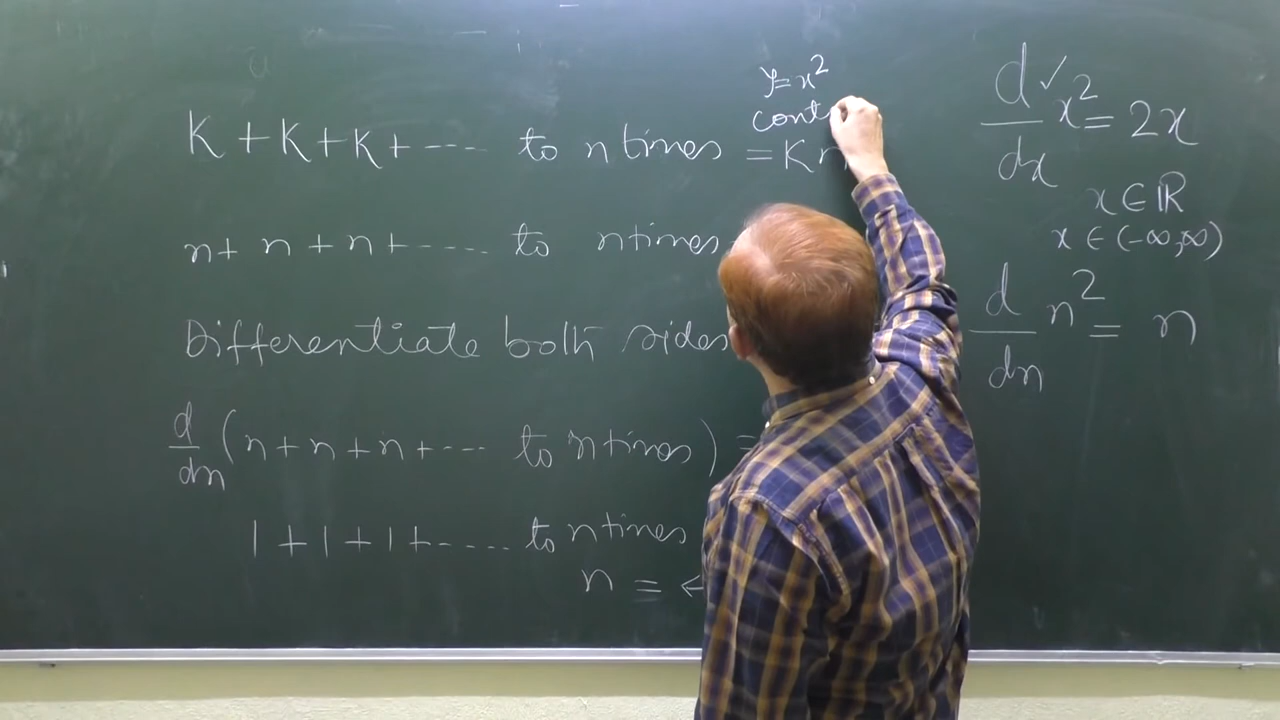 K + K + K + ---- to n times = Kn
y = x²
cont
n + n + n + ---- to n times
Differentiate both sides
d/dn (n + n + n + ---- to n times) =
1 + 1 + 1 + ---- to n times
n = ←
d/dx x² = 2x ✓
x ∈ ℝ
x ∈ (-∞, ∞)
d/dn n² = n